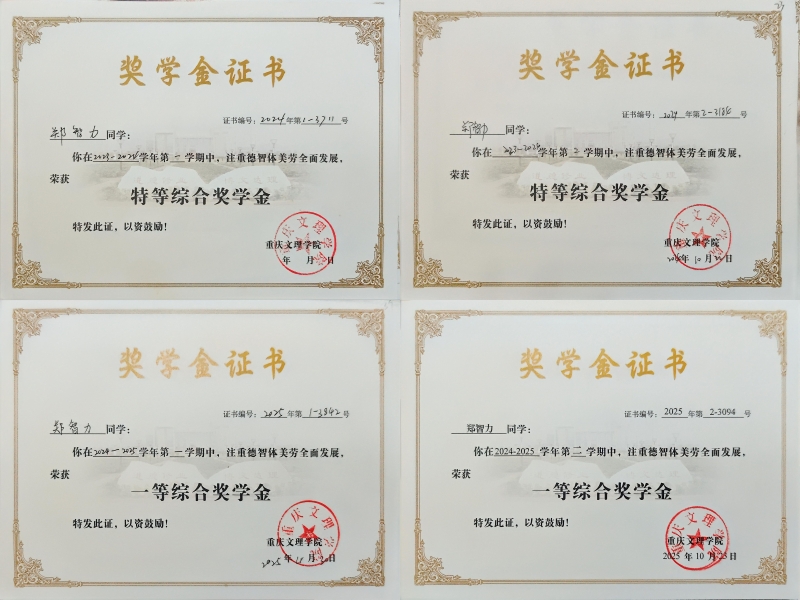 奖学金证书
证书编号：2024年第1-3711号
郑智力同学：
你在2023-2024学年第一学期中，注重德智体美劳全面发展，
荣获
特等综合奖学金
特发此证，以资鼓励！
重庆文理学院
年 月 日
23
奖学金证书
证书编号：2024年第2-3186号
郑智力同学：
你在2023-2024学年第二学期中，注重德智体美劳全面发展，
荣获
特等综合奖学金
特发此证，以资鼓励！
重庆文理学院
年10月 日
奖学金证书
证书编号：2025年第1-3842号
郑智力同学：
你在2024-2025学年第一学期中，注重德智体美劳全面发展，
荣获
一等综合奖学金
特发此证，以资鼓励！
重庆文理学院
2025年 月 日
奖学金证书
证书编号：2025年第2-3094号
郑智力同学：
你在2024-2025学年第二学期中，注重德智体美劳全面发展，
荣获
一等综合奖学金
特发此证，以资鼓励！
重庆文理学院
2025年10月23日